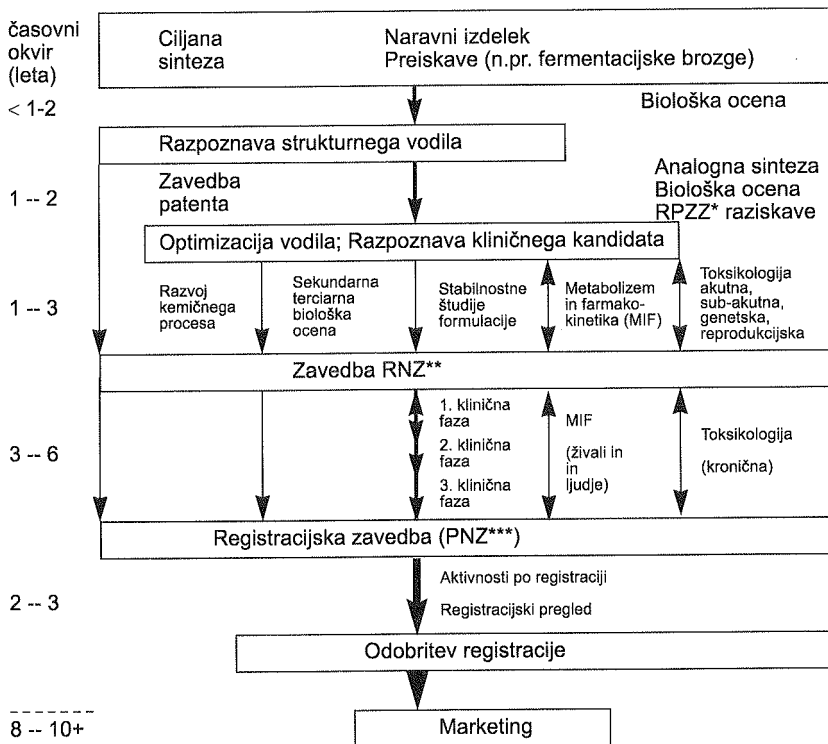 časovni
okvir
(leta)
Ciljana
sinteza
Naravni izdelek
Preiskave (n.pr. fermentacijske brozge)
< 1-2
Biološka ocena
Razpoznava strukturnega vodila
1 -- 2
Zavedba
patenta
Analogna sinteza
Biološka ocena
RPZZ* raziskave
Optimizacija vodila; Razpoznava kliničnega kandidata
1 -- 3
Razvoj
kemičnega
procesa
Sekundarna
terciarna
biološka
ocena
Stabilnostne
študije
formulacije
Metabolizem
in farmako-
kinetika (MIF)
Toksikologija
akutna,
sub-akutna,
genetska,
reprodukcijska
Zavedba RNZ**
3 -- 6
1. klinična
faza
2. klinična
faza
3. klinična
faza
MIF
(živali in
in
ljudje)
Toksikologija
(kronična)
Registracijska zavedba (PNZ***)
2 -- 3
Aktivnosti po registraciji
Registracijski pregled
Odobritev registracije
8 -- 10+
Marketing